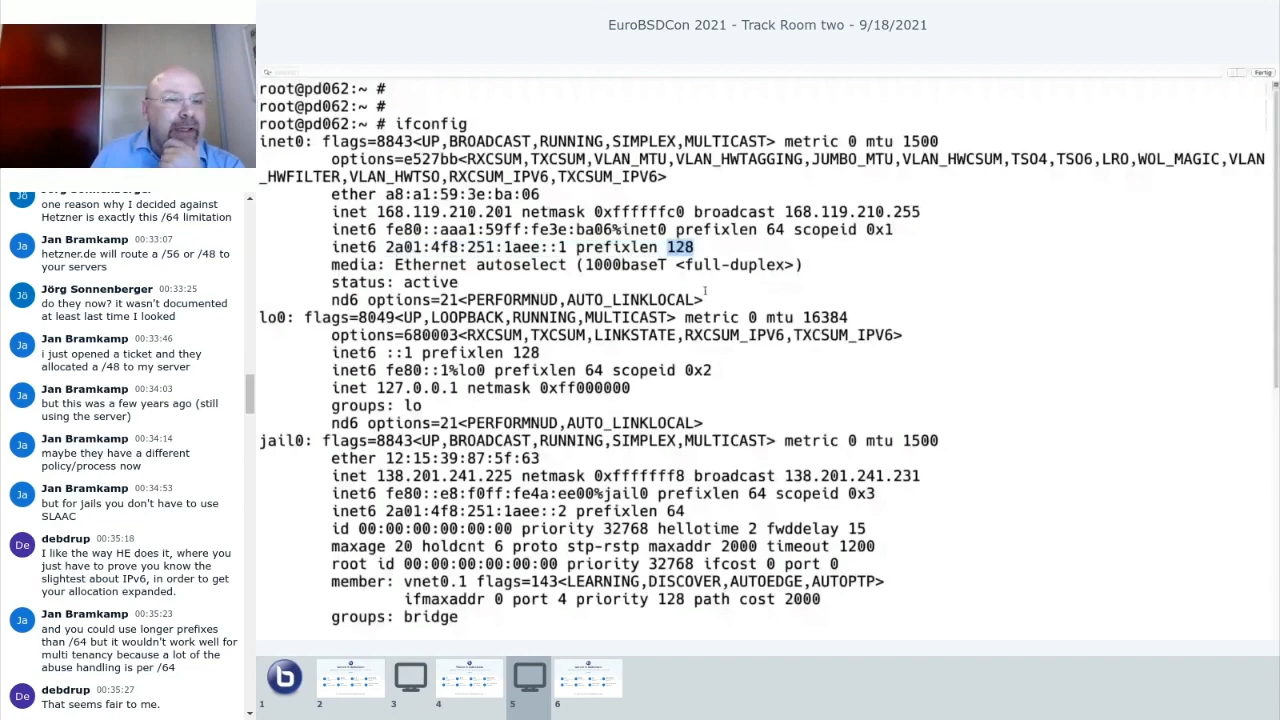 EuroBSDCon 2021 - Track Room two - 9/18/2021
Fertig
root@pd062:~ #
root@pd062:~ #
root@pd062:~ # ifconfig
inet0: flags=8843<UP,BROADCAST,RUNNING,SIMPLEX,MULTICAST> metric 0 mtu 1500
options=e527bb<RXCSUM,TXCSUM,VLAN_MTU,VLAN_HWTAGGING,JUMBO_MTU,VLAN_HWCSUM,TSO4,TSO6,LRO,WOL_MAGIC,VLAN
_HWFILTER,VLAN_HWTSO,RXCSUM_IPV6,TXCSUM_IPV6>
ether a8:a1:59:3e:ba:06
inet 168.119.210.201 netmask 0xffffffc0 broadcast 168.119.210.255
inet6 fe80::aaa1:59ff:fe3e:ba06%inet0 prefixlen 64 scopeid 0x1
inet6 2a01:4f8:251:1aee::1 prefixlen 128
media: Ethernet autoselect (1000baseT <full-duplex>)
status: active
nd6 options=21<PERFORMNUD,AUTO_LINKLOCAL>
lo0: flags=8049<UP,LOOPBACK,RUNNING,MULTICAST> metric 0 mtu 16384
options=680003<RXCSUM,TXCSUM,LINKSTATE,RXCSUM_IPV6,TXCSUM_IPV6>
inet6 ::1 prefixlen 128
inet6 fe80::1%lo0 prefixlen 64 scopeid 0x2
inet 127.0.0.1 netmask 0xff000000
groups: lo
nd6 options=21<PERFORMNUD,AUTO_LINKLOCAL>
jail0: flags=8843<UP,BROADCAST,RUNNING,SIMPLEX,MULTICAST> metric 0 mtu 1500
ether 12:15:39:87:5f:63
inet 138.201.241.225 netmask 0xfffffff8 broadcast 138.201.241.231
inet6 fe80::e8:f0ff:fe4a:ee00%jail0 prefixlen 64 scopeid 0x3
inet6 2a01:4f8:251:1aee::2 prefixlen 64
id 00:00:00:00:00:00 priority 32768 hellotime 2 fwddelay 15
maxage 20 holdcnt 6 proto stp-rstp maxaddr 2000 timeout 1200
root id 00:00:00:00:00:00 priority 32768 ifcost 0 port 0
member: vnet0.1 flags=143<LEARNING,DISCOVER,AUTOEDGE,AUTOPTP>
ifmaxaddr 0 port 4 priority 128 path cost 2000
groups: bridge
Jö Jörg Sonnenberger
one reason why I decided against
Hetzner is exactly this /64 limitation
Ja Jan Bramkamp 00:33:07
hetzner.de will route a /56 or /48 to
your servers
Jö Jörg Sonnenberger 00:33:25
do they now? it wasn't documented
at least last time I looked
Ja Jan Bramkamp 00:33:46
i just opened a ticket and they
allocated a /48 to my server
Ja Jan Bramkamp 00:34:03
but this was a few years ago (still
using the server)
Ja Jan Bramkamp 00:34:14
maybe they have a different
policy/process now
Ja Jan Bramkamp 00:34:53
but for jails you don't have to use
SLAAC
De debdrup 00:35:18
I like the way HE does it, where you
just have to prove you know the
slightest about IPv6, in order to get
your allocation expanded.
Ja Jan Bramkamp 00:35:23
and you could use longer prefixes
than /64 but it wouldn't work well for
multi tenancy because a lot of the
abuse handling is per /64
De debdrup 00:35:27
That seems fair to me.
b
1 2 3 4 5 6